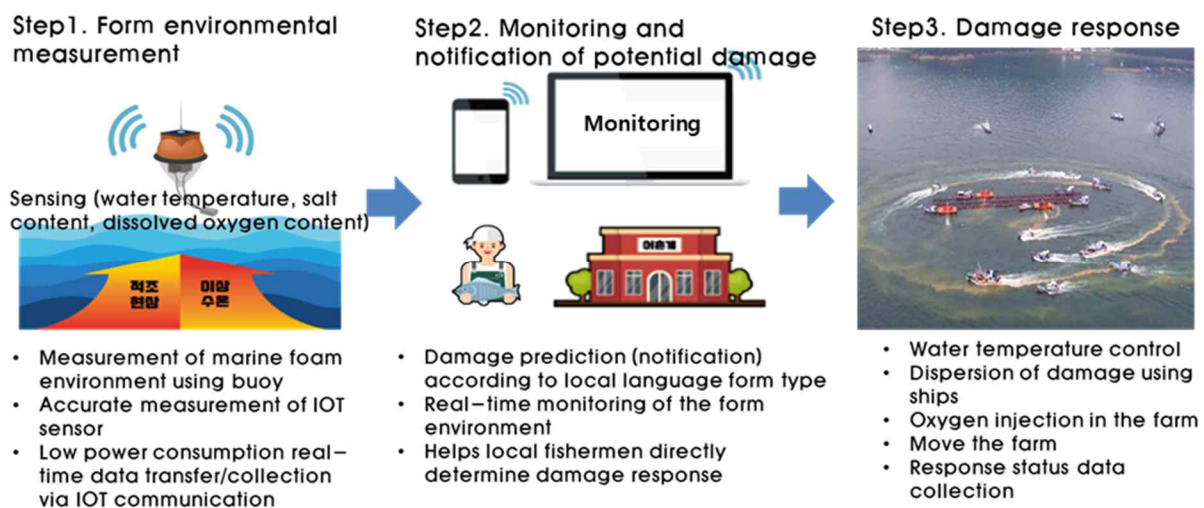 Step1. Form environmental
measurement
Sensing (water temperature, salt
content, dissolved oxygen content)
적조
현상
이상
수온
• Measurement of marine foam
environment using buoy
• Accurate measurement of IOT
sensor
• Low power consumption real-
time data transfer/collection
via IOT communication
Step2. Monitoring and
notification of potential damage
Monitoring
어촌계
• Damage prediction (notification)
according to local language form type
• Real-time monitoring of the form
environment
• Helps local fishermen directly
determine damage response
Step3. Damage response
• Water temperature control
• Dispersion of damage using
ships
• Oxygen injection in the farm
• Move the farm
• Response status data
collection